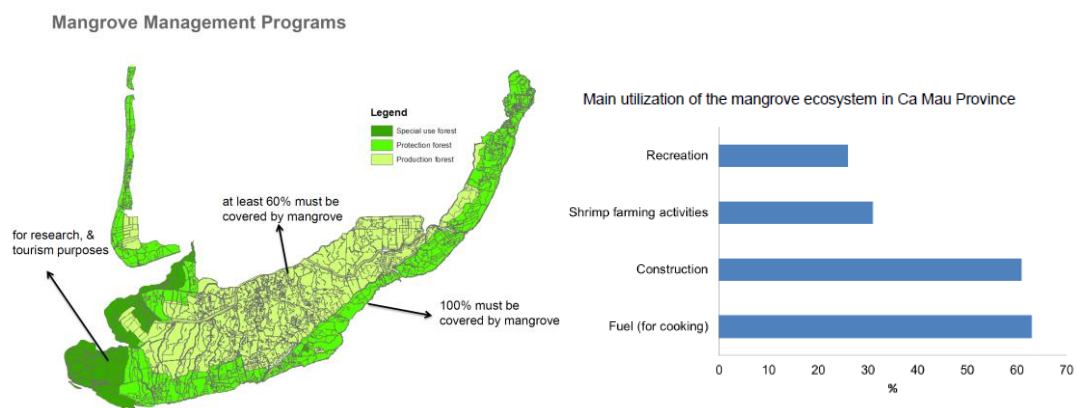 Mangrove Management Programs
Legend
Special use forest
Protection forest
Production forest
at least 60% must be
covered by mangrove
for research, &
tourism purposes
100% must be
covered by mangrove
Main utilization of the mangrove ecosystem in Ca Mau Province
Recreation
Shrimp farming activities
Construction
Fuel (for cooking)
0 10 20 30 40 50 60 70
%